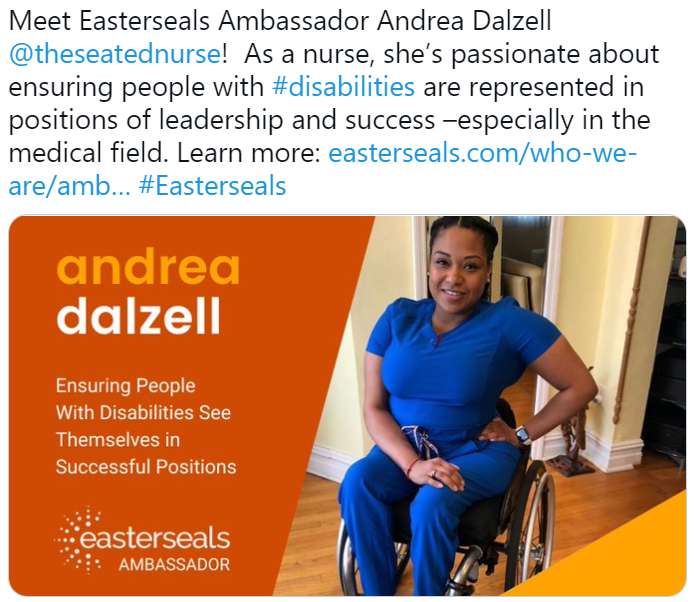 Meet Easterseals Ambassador Andrea Dalzell
@theseatednurse!  As a nurse, she’s passionate about
ensuring people with #disabilities are represented in
positions of leadership and success –especially in the
medical field. Learn more: easterseals.com/who-we-
are/amb… #Easterseals
andrea
dalzell
Ensuring People
With Disabilities See
Themselves in
Successful Positions
easterseals
AMBASSADOR